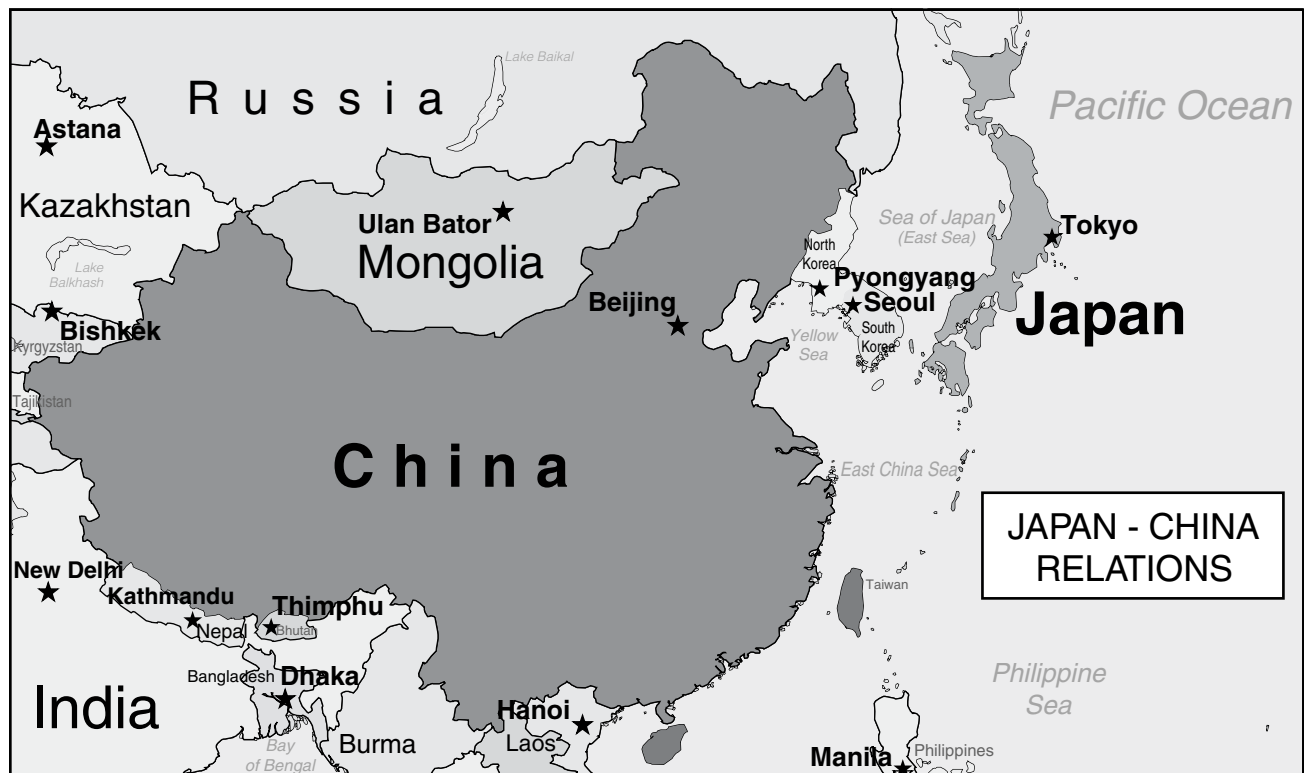 Lake Baikal
Russia
Pacific Ocean
Astana
Kazakhstan
Ulan Bator
Mongolia
Sea of Japan
(East Sea)
Tokyo
North
Korea
Lake
Balkhash
Pyongyang
Beijing
Seoul
Japan
Bishkek
Kyrgyzstan
Yellow
Sea
South
Korea
Tajikistan
China
East China Sea
JAPAN - CHINA
RELATIONS
New Delhi
Kathmandu
Thimphu
Taiwan
Nepal
Bhutan
Bangladesh
Dhaka
India
Philippine
Sea
Hanoi
Laos
Burma
Bay
of Bengal
Manila
Philippines